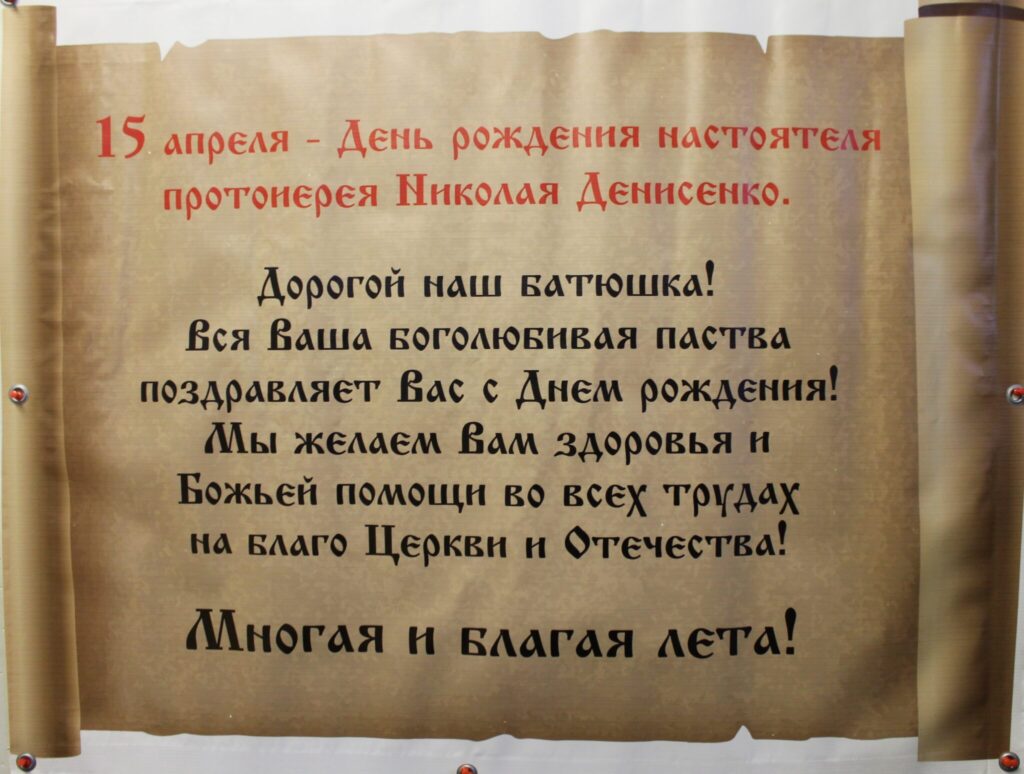 15 апреля - День рождения настоятеля
протоиерея Николая Денисенко.
Дорогой наш батюшка!
Вся Ваша боголюбивая паства
поздравляет Вас с Днем рождения!
Мы желаем Вам здоровья и
Божьей помощи во всех трудах
на благо Церкви и Отечества!
Многая и благая лета!